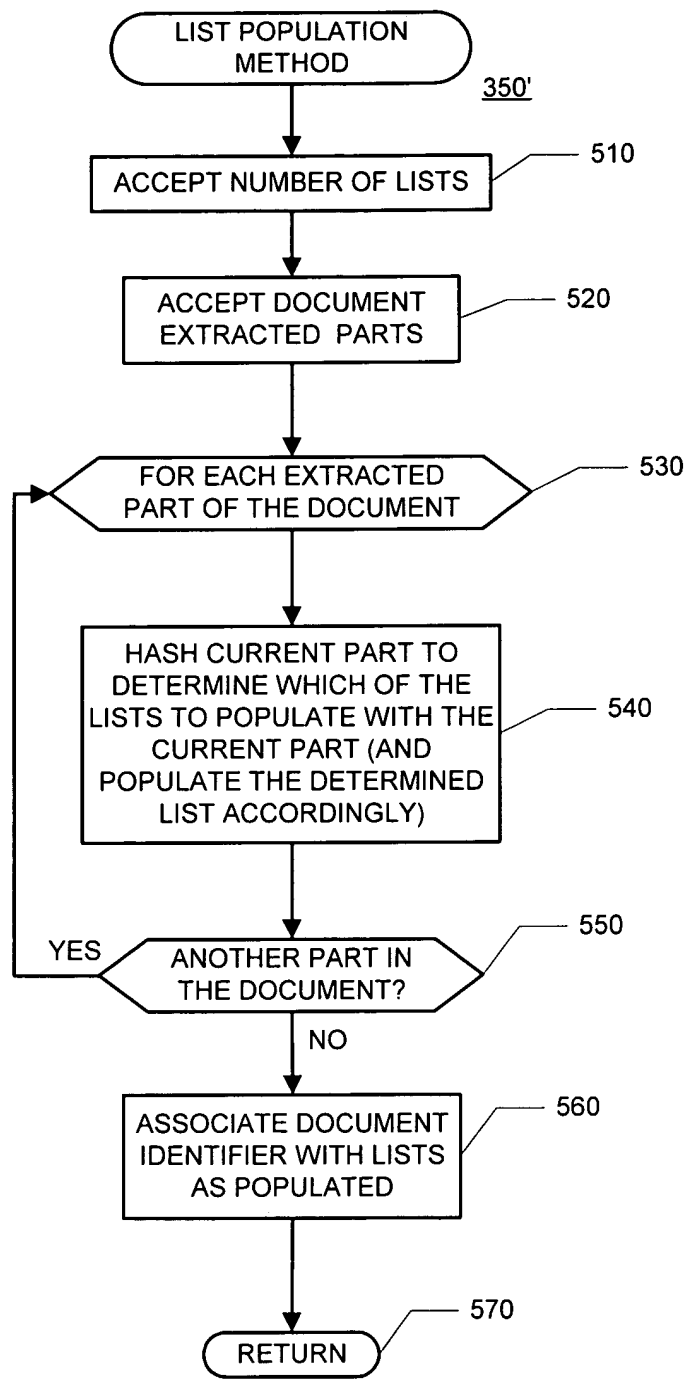 LIST POPULATION
METHOD
350'
510
ACCEPT NUMBER OF LISTS
520
ACCEPT DOCUMENT
EXTRACTED PARTS
530
FOR EACH EXTRACTED
PART OF THE DOCUMENT
HASH CURRENT PART TO
DETERMINE WHICH OF THE
LISTS TO POPULATE WITH THE
CURRENT PART (AND
POPULATE THE DETERMINED
LIST ACCORDINGLY)
540
550
YES
ANOTHER PART IN
THE DOCUMENT?
NO
560
ASSOCIATE DOCUMENT
IDENTIFIER WITH LISTS
AS POPULATED
570
RETURN